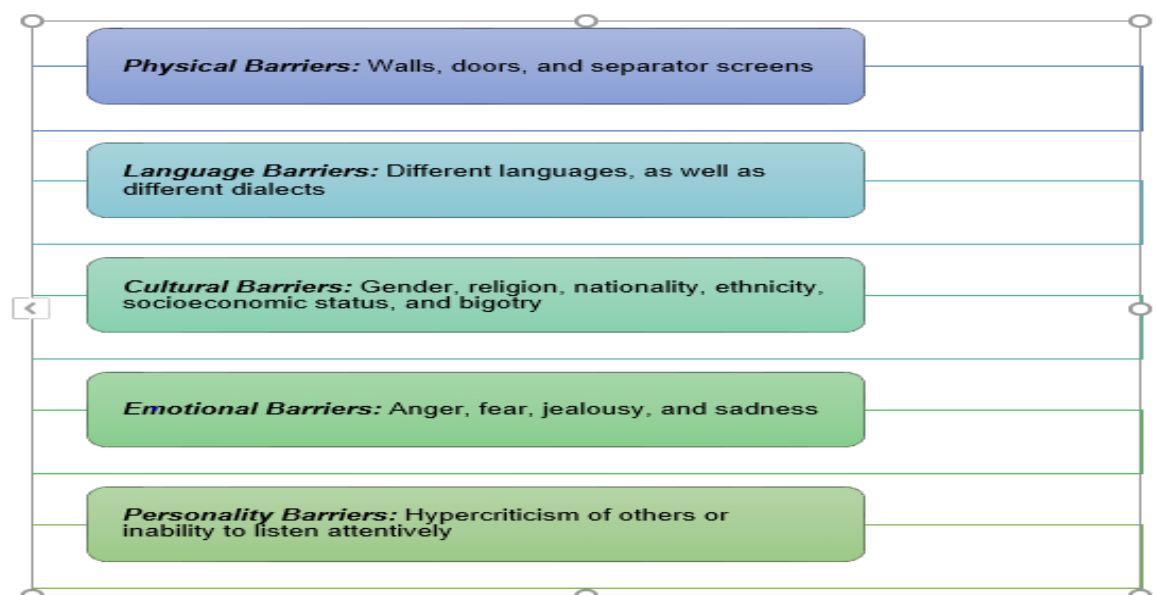 Physical Barriers: Walls, doors, and separator screens
Language Barriers: Different languages, as well as
different dialects
Cultural Barriers: Gender, religion, nationality, ethnicity,
socioeconomic status, and bigotry
Emotional Barriers: Anger, fear, jealousy, and sadness
Personality Barriers: Hypercriticism of others or
inability to listen attentively